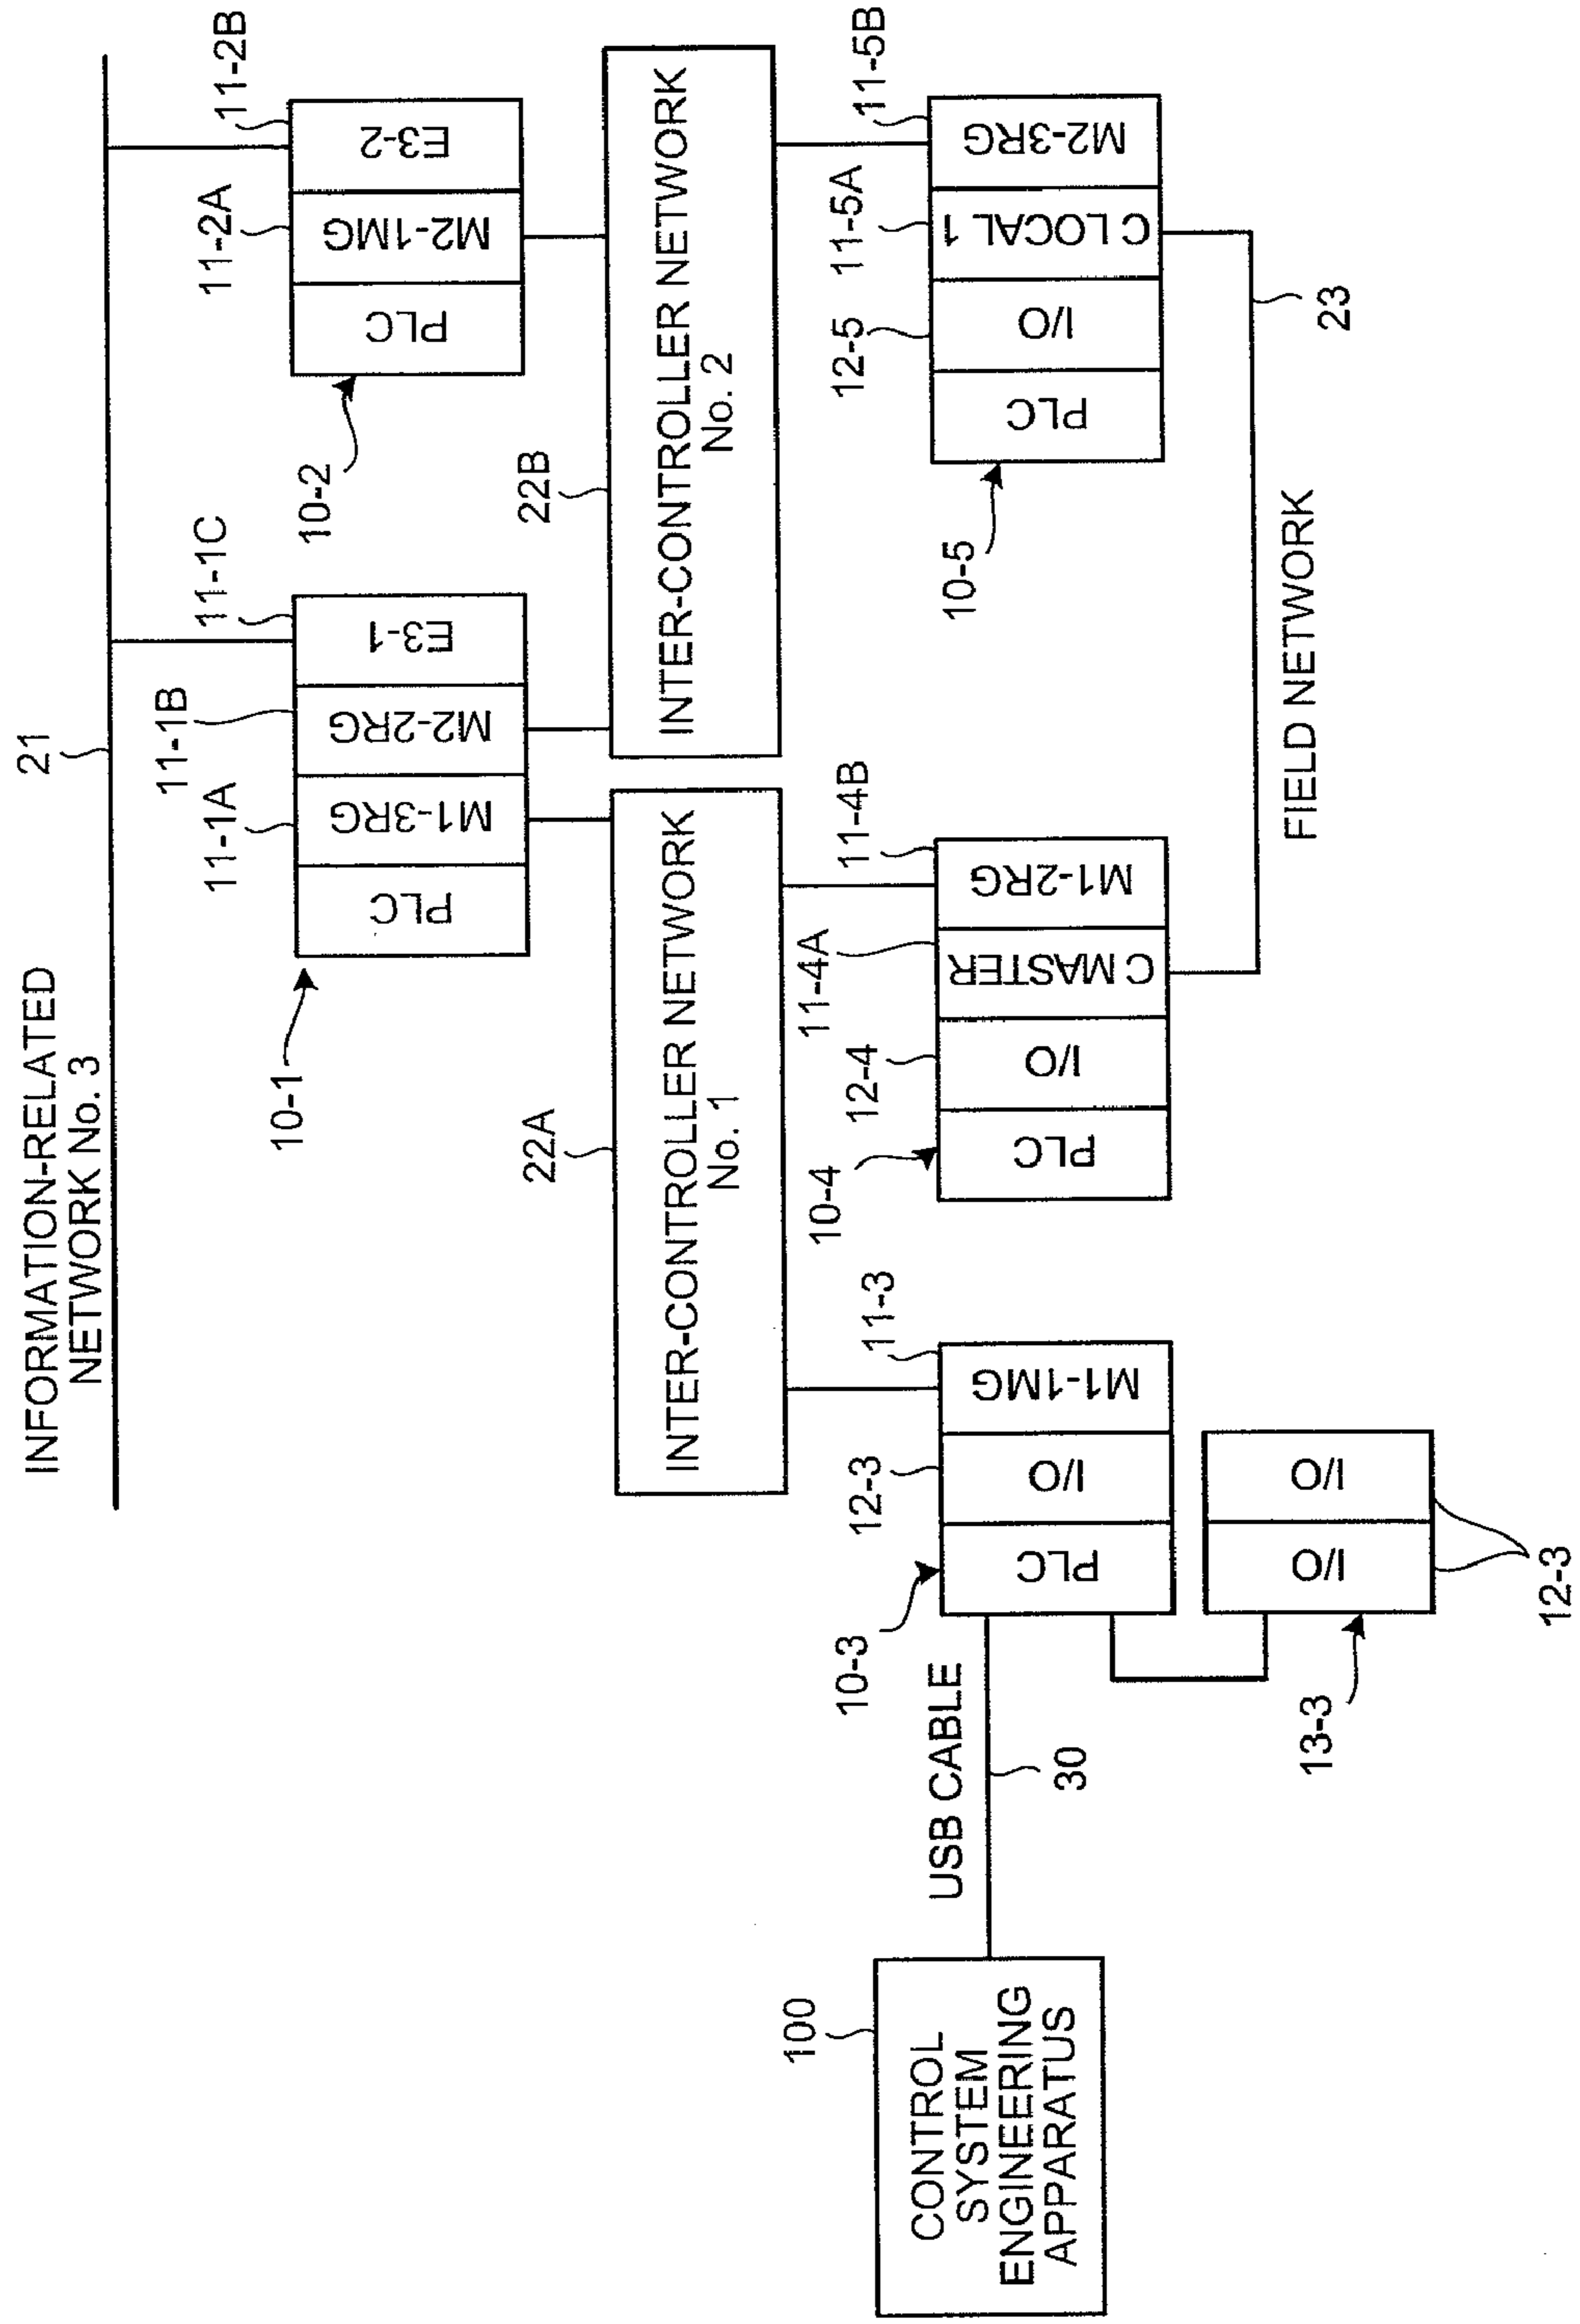 INFORMATION-RELATED
NETWORK No. 3
21
11-1A
11-1B
11-1C
11-2A
11-2B
PLC
M1-3RG
M2-2RG
E3-1
PLC
M2-1MG
E3-2
10-1
10-2
22A
22B
INTER-CONTROLLER NETWORK
No. 1
INTER-CONTROLLER NETWORK
No. 2
100
CONTROL
SYSTEM
ENGINEERING
APPARATUS
USB CABLE
30
10-3
12-3
11-3
PLC
I/O
M1-1MG
10-4
12-4
11-4A
11-4B
PLC
I/O
C MASTER
M1-2RG
10-5
12-5
11-5A
11-5B
PLC
I/O
C LOCAL 1
M2-3RG
13-3
I/O
I/O
12-3
FIELD NETWORK
23